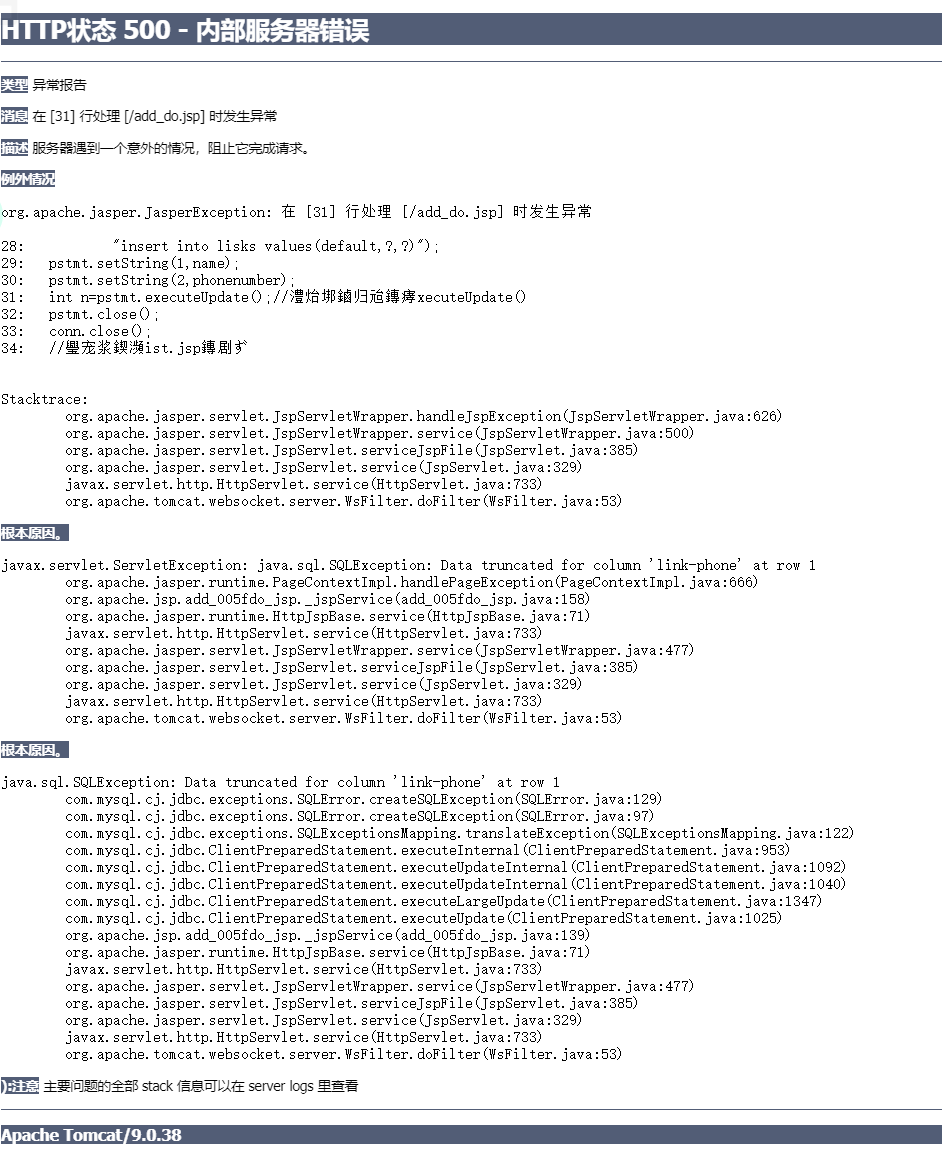 HTTP状态 500 - 内部服务器错误
类型 异常报告
消息 在 [31] 行处理 [/add_do.jsp] 时发生异常
描述 服务器遇到一个意外的情况，阻止它完成请求。
例外情况
org.apache.jasper.JasperException: 在 [31] 行处理 [/add_do.jsp] 时发生异常
28: "insert into lisks values(default,?,?)");
29: pstmt.setString(1,name);
30: pstmt.setString(2,phonenumber);
31: int n=pstmt.executeUpdate();//澧炲垹鏀归兘鏄痚xecuteUpdate()
32: pstmt.close();
33: conn.close();
34: //ist.jsp
Stacktrace:
org.apache.jasper.servlet.JspServletWrapper.handleJspException(JspServletWrapper.java:626)
org.apache.jasper.servlet.JspServletWrapper.service(JspServletWrapper.java:500)
org.apache.jasper.servlet.JspServlet.serviceJspFile(JspServlet.java:385)
org.apache.jasper.servlet.JspServlet.service(JspServlet.java:329)
javax.servlet.http.HttpServlet.service(HttpServlet.java:733)
org.apache.tomcat.websocket.server.WsFilter.doFilter(WsFilter.java:53)
根本原因。
javax.servlet.ServletException: java.sql.SQLException: Data truncated for column 'link-phone' at row 1
org.apache.jasper.runtime.PageContextImpl.handlePageException(PageContextImpl.java:666)
org.apache.jsp.add_005fdo_jsp._jspService(add_005fdo_jsp.java:158)
org.apache.jasper.runtime.HttpJspBase.service(HttpJspBase.java:71)
javax.servlet.http.HttpServlet.service(HttpServlet.java:733)
org.apache.jasper.servlet.JspServletWrapper.service(JspServletWrapper.java:477)
org.apache.jasper.servlet.JspServlet.serviceJspFile(JspServlet.java:385)
org.apache.jasper.servlet.JspServlet.service(JspServlet.java:329)
javax.servlet.http.HttpServlet.service(HttpServlet.java:733)
org.apache.tomcat.websocket.server.WsFilter.doFilter(WsFilter.java:53)
根本原因。
java.sql.SQLException: Data truncated for column 'link-phone' at row 1
com.mysql.cj.jdbc.exceptions.SQLError.createSQLException(SQLError.java:129)
com.mysql.cj.jdbc.exceptions.SQLError.createSQLException(SQLError.java:97)
com.mysql.cj.jdbc.exceptions.SQLExceptionsMapping.translateException(SQLExceptionsMapping.java:122)
com.mysql.cj.jdbc.ClientPreparedStatement.executeInternal(ClientPreparedStatement.java:953)
com.mysql.cj.jdbc.ClientPreparedStatement.executeUpdateInternal(ClientPreparedStatement.java:1092)
com.mysql.cj.jdbc.ClientPreparedStatement.executeUpdateInternal(ClientPreparedStatement.java:1040)
com.mysql.cj.jdbc.ClientPreparedStatement.executeLargeUpdate(ClientPreparedStatement.java:1347)
com.mysql.cj.jdbc.ClientPreparedStatement.executeUpdate(ClientPreparedStatement.java:1025)
org.apache.jsp.add_005fdo_jsp._jspService(add_005fdo_jsp.java:139)
org.apache.jasper.runtime.HttpJspBase.service(HttpJspBase.java:71)
javax.servlet.http.HttpServlet.service(HttpServlet.java:733)
org.apache.jasper.servlet.JspServletWrapper.service(JspServletWrapper.java:477)
org.apache.jasper.servlet.JspServlet.serviceJspFile(JspServlet.java:385)
org.apache.jasper.servlet.JspServlet.service(JspServlet.java:329)
javax.servlet.http.HttpServlet.service(HttpServlet.java:733)
org.apache.tomcat.websocket.server.WsFilter.doFilter(WsFilter.java:53)
):注意 主要问题的全部 stack 信息可以在 server logs 里查看
Apache Tomcat/9.0.38